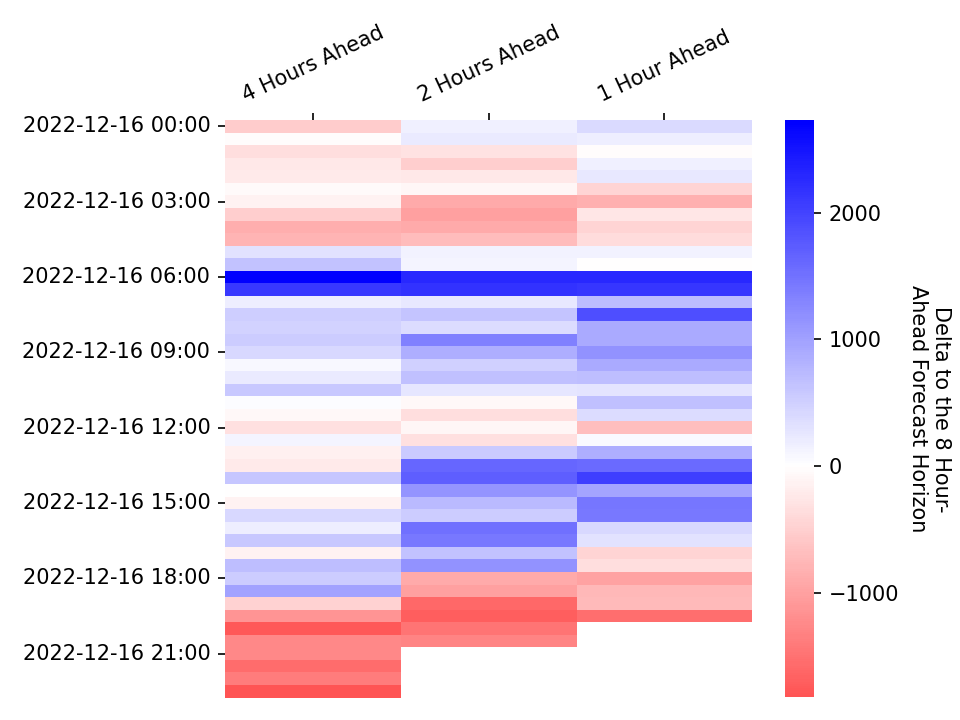 4 Hours Ahead
2 Hours Ahead
1 Hour Ahead
2022-12-16 00:00
2022-12-16 03:00
2022-12-16 06:00
2022-12-16 09:00
2022-12-16 12:00
2022-12-16 15:00
2022-12-16 18:00
2022-12-16 21:00
2000
1000
0
−1000
Delta to the 8 Hour-
Ahead Forecast Horizon